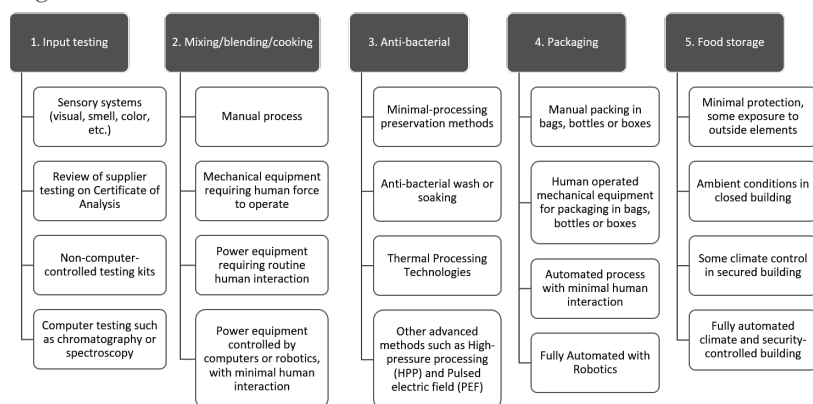 1. Input testing
Sensory systems
(visual, smell, color,
etc.)
Review of supplier
testing on Certificate of
Analysis
Non-computer-
controlled testing kits
Computer testing such
as chromatography or
spectroscopy
2. Mixing/blending/cooking
Manual process
Mechanical equipment
requiring human force
to operate
Power equipment
requiring routine
human interaction
Power equipment
controlled by
computers or robotics,
with minimal human
interaction
3. Anti-bacterial
Minimal-processing
preservation methods
Anti-bacterial wash or
soaking
Thermal Processing
Technologies
Other advanced
methods such as High-
pressure processing
(HPP) and Pulsed
electric field (PEF)
4. Packaging
Manual packing in
bags, bottles or boxes
Human operated
mechanical equipment
for packaging in bags,
bottles or boxes
Automated process
with minimal human
interaction
Fully Automated with
Robotics
5. Food storage
Minimal protection,
some exposure to
outside elements
Ambient conditions in
closed building
Some climate control
in secured building
Fully automated
climate and security-
controlled building